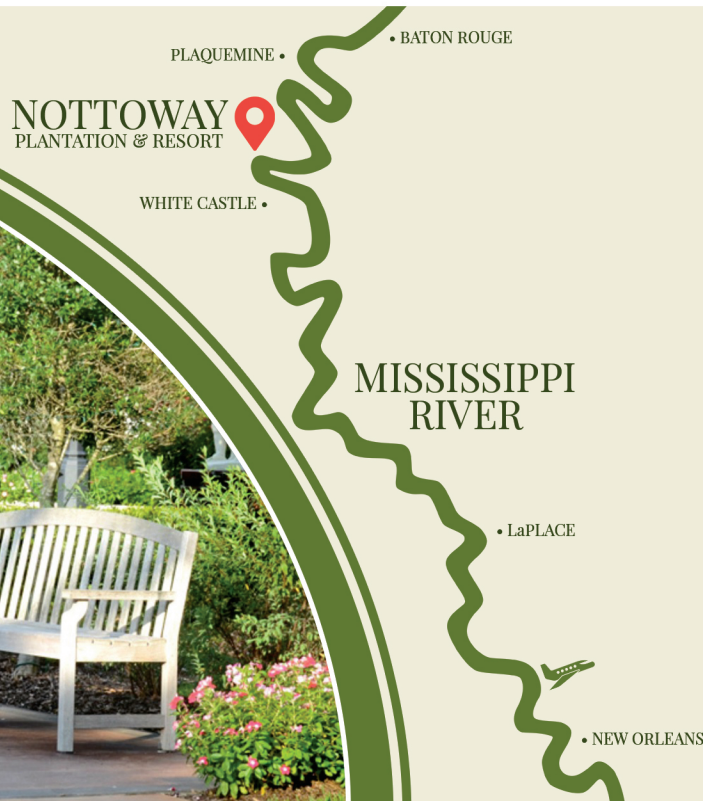 • BATON ROUGE
PLAQUEMINE •
NOTTOWAY
PLANTATION & RESORT
WHITE CASTLE •
MISSISSIPPI
RIVER
• LaPLACE
• NEW ORLEANS